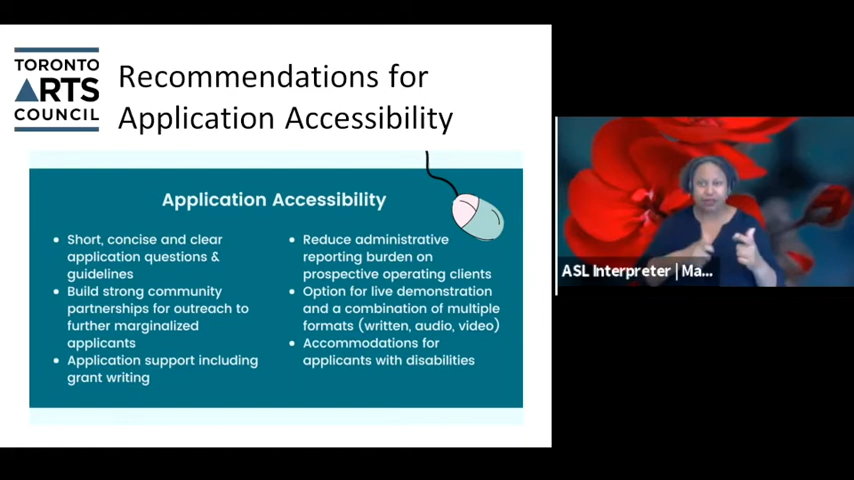 TORONTO
ARTS
COUNCIL
Recommendations for
Application Accessibility
Application Accessibility
• Short, concise and clear
application questions &
guidelines
• Build strong community
partnerships for outreach to
further marginalized
applicants
• Application support including
grant writing
• Reduce administrative
reporting burden on
prospective operating clients
• Option for live demonstration
and a combination of multiple
formats (written, audio, video)
• Accommodations for
applicants with disabilities
ASL Interpreter | Ma...